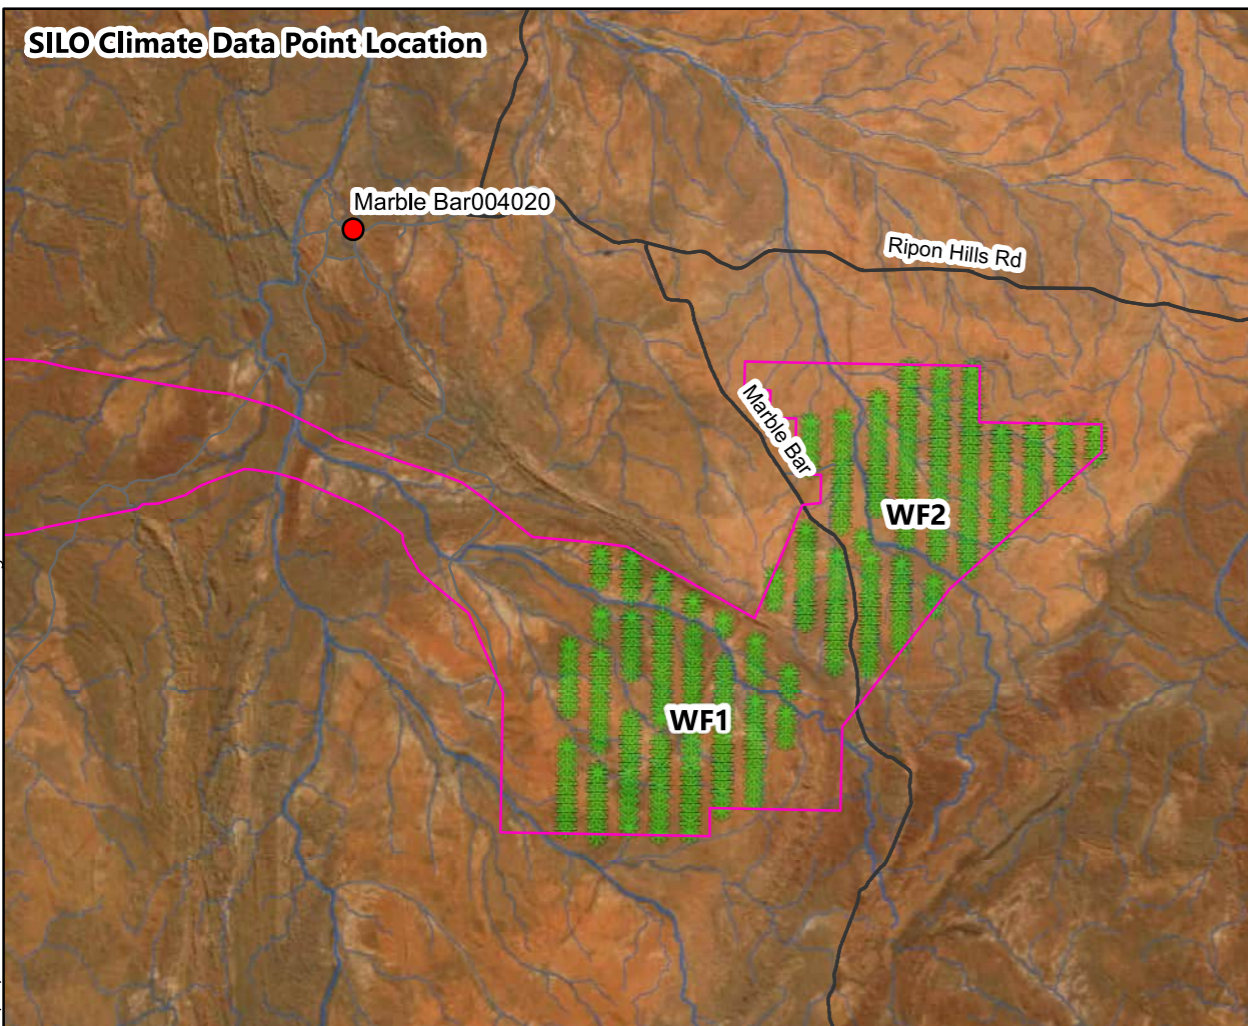 SILO Climate Data Point Location
Marble Bar004020
Ripon Hills Rd
Marble Bar
WF2
WF1